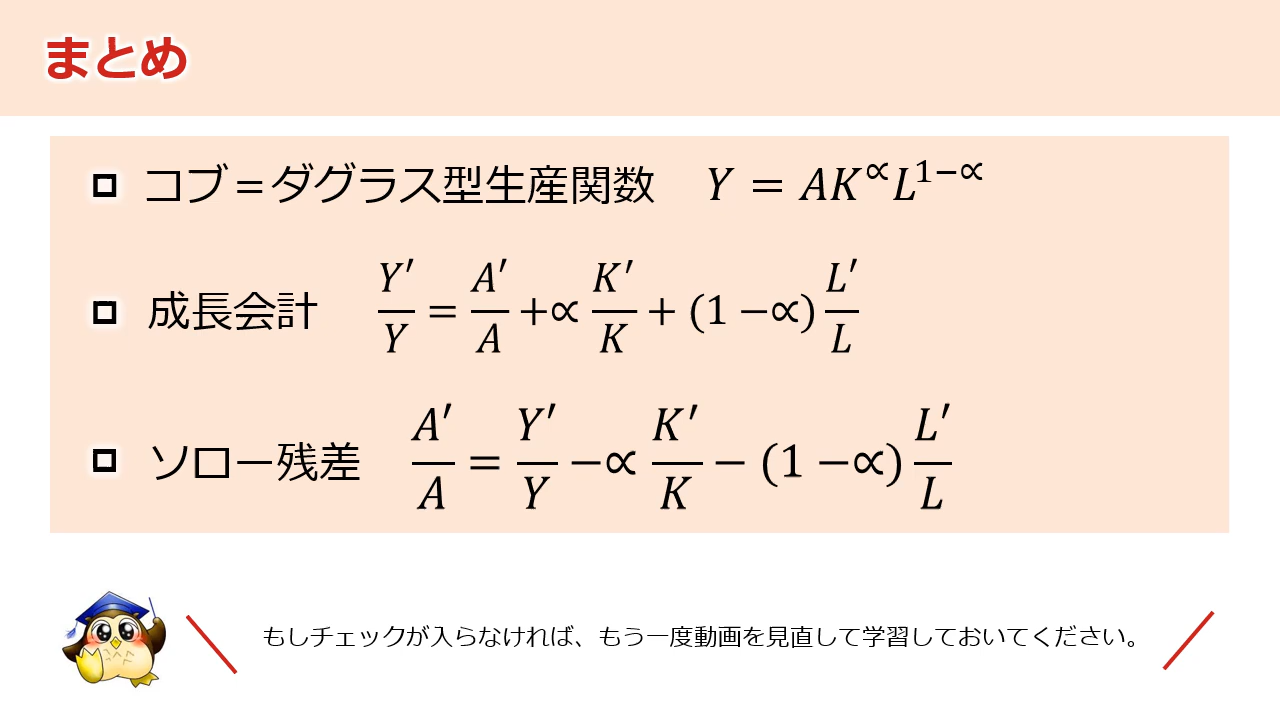 まとめ
コブ=ダグラス型生産関数 Y = AK^∝L^{1−∝}
成長会計 Y′/Y = A′/A +∝ K′/K + (1 −∝) L′/L
ソロー残差 A′/A = Y′/Y −∝ K′/K − (1 −∝) L′/L
もしチェックが入らなければ、もう一度動画を見直して学習しておいてください。